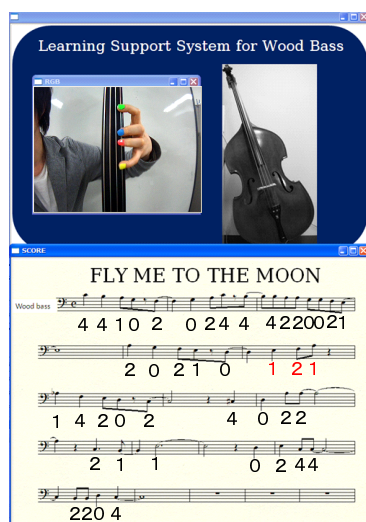 Learning Support System for Wood Bass
RGB
SCORE
FLY ME TO THE MOON
Wood bass
4 4 1 0 2 0 2 4 4 4 2 2 0 0 2 1
2 0 2 1 0 1 2 1
1 4 2 0 2 4 0 2 2
2 1 1 1 0 2 4 4
2 2 0 4